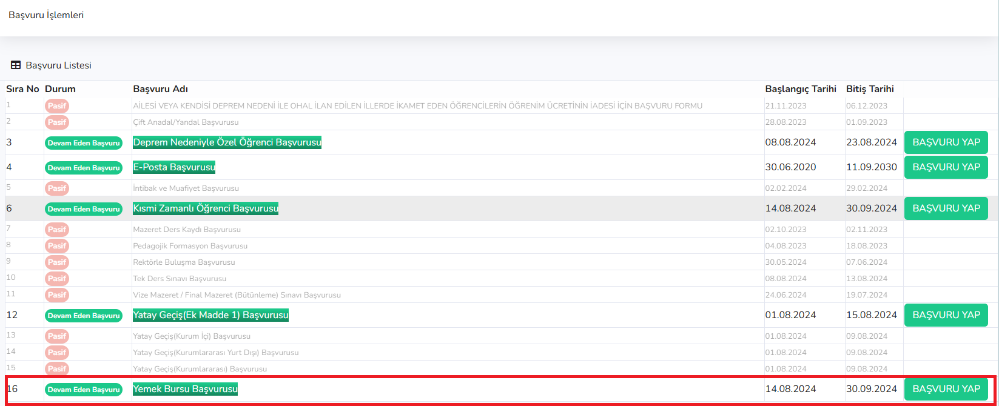 Başvuru İşlemleri
Başvuru Listesi
Sıra No Durum Başvuru Adı Başlangıç Tarihi Bitiş Tarihi
1 Pasif AİLESİ VEYA KENDİSİ DEPREM NEDENİ İLE OHAL İLAN EDİLEN İLLERDE İKAMET EDEN ÖĞRENCİLERİN ÖĞRENİM ÜCRETİNİN İADESİ İÇİN BAŞVURU FORMU 21.11.2023 06.12.2023
2 Pasif Çift Anadal/Yandal Başvurusu 28.08.2023 01.09.2023
3 Devam Eden Başvuru Deprem Nedeniyle Özel Öğrenci Başvurusu 08.08.2024 23.08.2024 BAŞVURU YAP
4 Devam Eden Başvuru E-Posta Başvurusu 30.06.2020 11.09.2030 BAŞVURU YAP
5 Pasif İntibak ve Muafiyet Başvurusu 02.02.2024 29.02.2024
6 Devam Eden Başvuru Kısmi Zamanlı Öğrenci Başvurusu 14.08.2024 30.09.2024 BAŞVURU YAP
7 Pasif Mazeret Ders Kaydı Başvurusu 02.10.2023 02.11.2023
8 Pasif Pedagojik Formasyon Başvurusu 04.08.2023 18.08.2023
9 Pasif Rektörle Buluşma Başvurusu 30.05.2024 07.06.2024
10 Pasif Tek Ders Sınavı Başvurusu 08.08.2024 13.08.2024
11 Pasif Vize Mazeret / Final Mazeret (Bütünleme) Sınavı Başvurusu 24.06.2024 19.07.2024
12 Devam Eden Başvuru Yatay Geçiş(Ek Madde 1) Başvurusu 01.08.2024 15.08.2024 BAŞVURU YAP
13 Pasif Yatay Geçiş(Kurum İçi) Başvurusu 01.08.2024 09.08.2024
14 Pasif Yatay Geçiş(Kurumlararası Yurt Dışı) Başvurusu 01.08.2024 09.08.2024
15 Pasif Yatay Geçiş(Kurumlararası) Başvurusu 01.08.2024 09.08.2024
16 Devam Eden Başvuru Yemek Bursu Başvurusu 14.08.2024 30.09.2024 BAŞVURU YAP